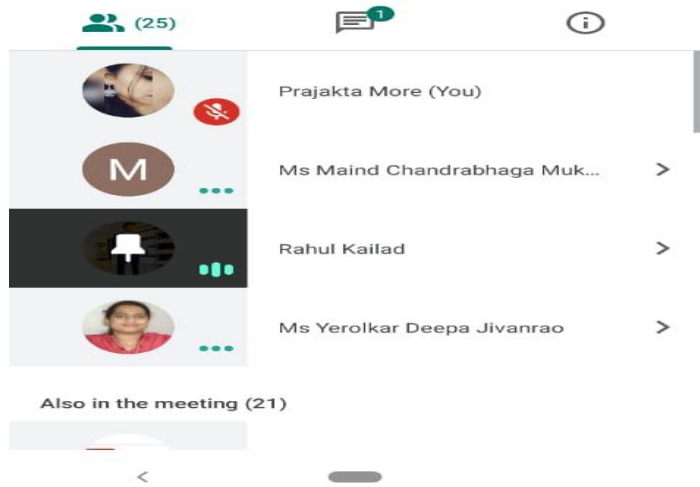 (25)
1
Prajakta More (You)
M
Ms Maind Chandrabhaga Muk...
Rahul Kailad
Ms Yerolkar Deepa Jivanrao
Also in the meeting (21)